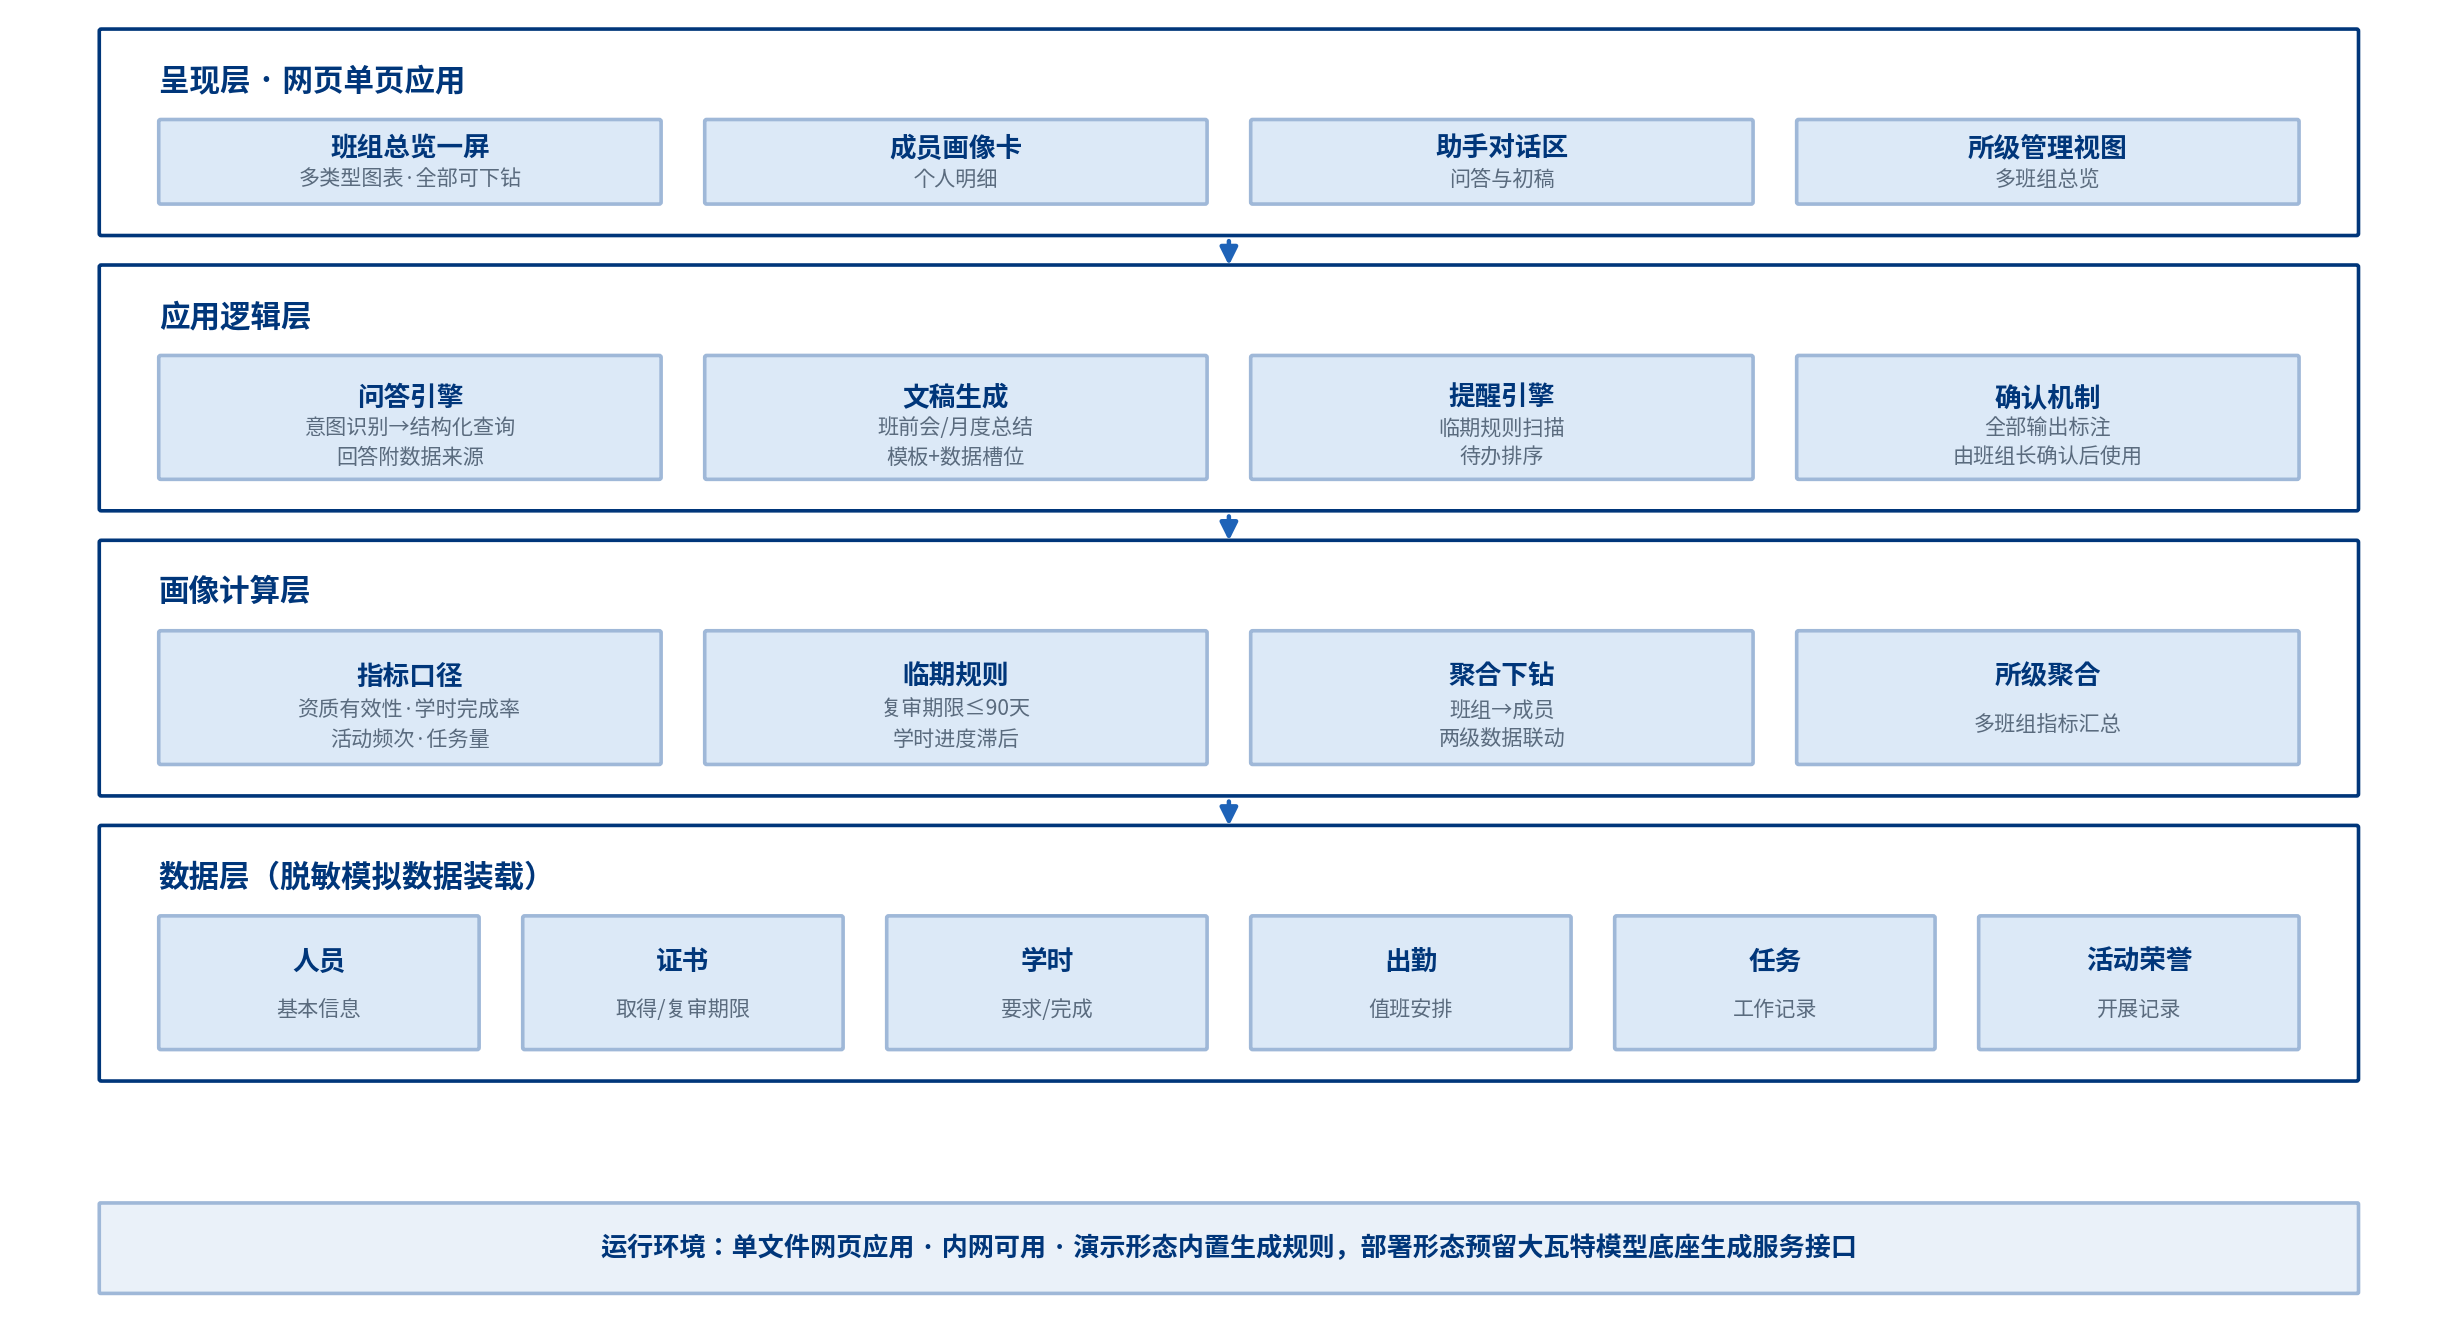 呈现层 · 网页单页应用
班组总览一屏
多类型图表·全部可下钻
成员画像卡
个人明细
助手对话区
问答与初稿
所级管理视图
多班组总览
应用逻辑层
问答引擎
意图识别→结构化查询
回答附数据来源
文稿生成
班前会/月度总结
模板+数据槽位
提醒引擎
临期规则扫描
待办排序
确认机制
全部输出标注
由班组长确认后使用
画像计算层
指标口径
资质有效性·学时完成率
活动频次·任务量
临期规则
复审期限≤90天
学时进度滞后
聚合下钻
班组→成员
两级数据联动
所级聚合
多班组指标汇总
数据层（脱敏模拟数据装载）
人员
基本信息
证书
取得/复审期限
学时
要求/完成
出勤
值班安排
任务
工作记录
活动荣誉
开展记录
运行环境：单文件网页应用 · 内网可用 · 演示形态内置生成规则，部署形态预留大瓦特模型底座生成服务接口